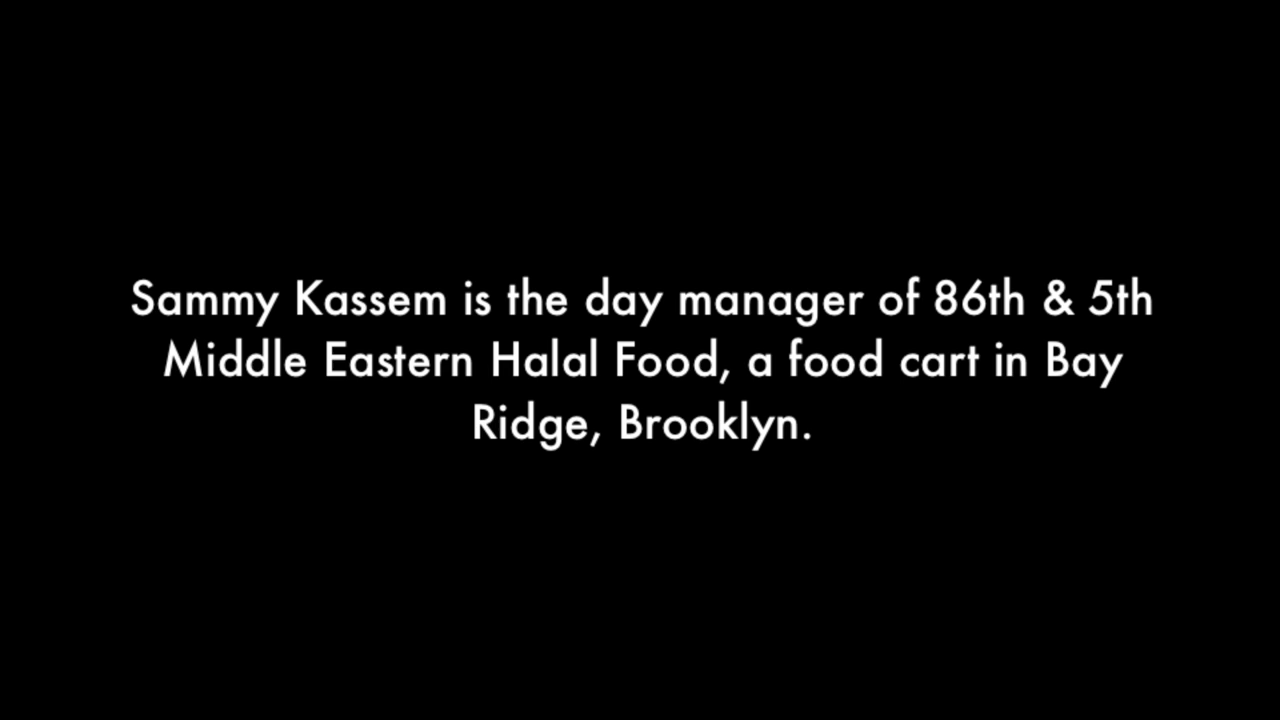 Sammy Kassem is the day manager of 86th & 5th
Middle Eastern Halal Food, a food cart in Bay
Ridge, Brooklyn.